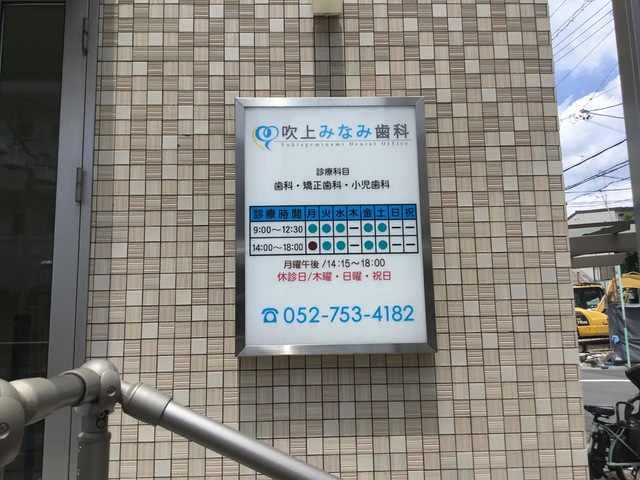 吹上みなみ歯科
Fukiageminami Dental Office
診療科目
歯科・矯正歯科・小児歯科
診療時間 月 火 水 木 金 土 日 祝
9:00〜12:30 ● ● ● — ● ● — —
14:00〜18:00 ● ● ● — ● ● — —
月曜午後/14:15〜18:00
休診日/木曜・日曜・祝日
☎052-753-4182